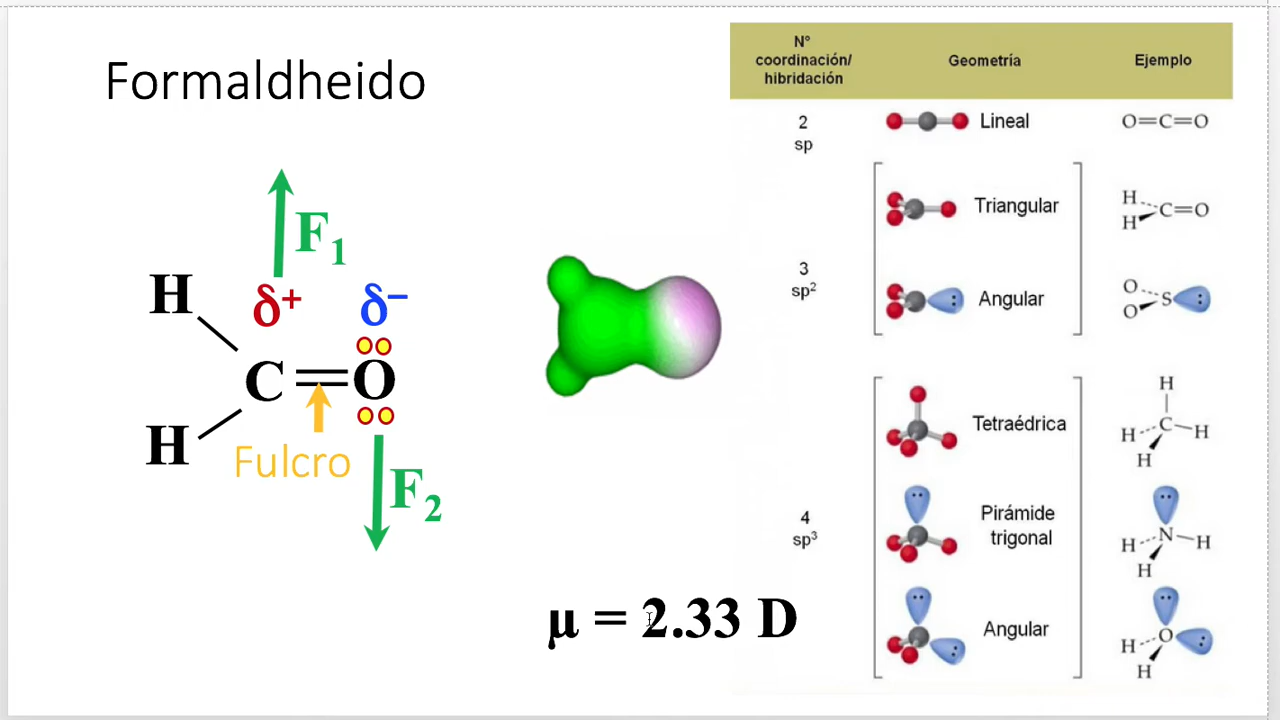 Formaldheido
F₁
H
δ⁺ δ⁻
C=O
H
Fulcro
F₂
μ = 2.33 D
N°
coordinación/
hibridación
Geometría
Ejemplo
2
sp
Lineal
O=C=O
3
sp²
Triangular
H
H C=O
Angular
O
O S
4
sp³
Tetraédrica
H
H C H
H
Pirámide
trigonal
H N H
H
Angular
H O
H